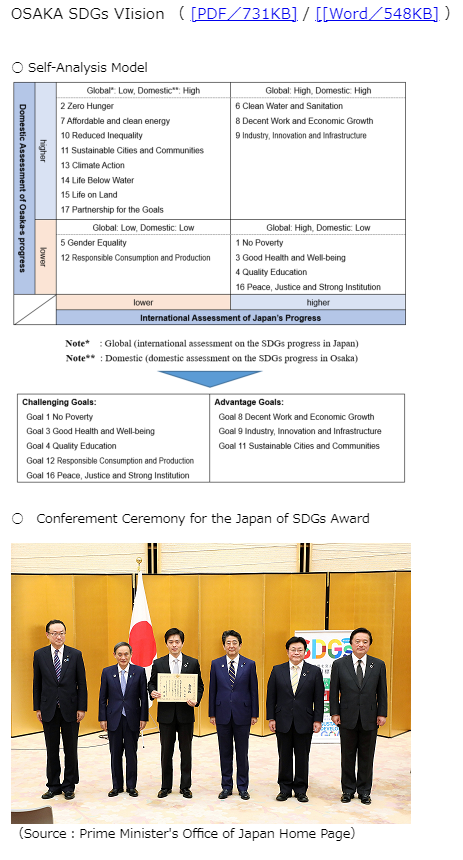 OSAKA SDGs VIision （ [PDF／731KB] / [[Word／548KB] ）
○ Self-Analysis Model
Global*: Low, Domestic**: High
Global: High, Domestic: High
2 Zero Hunger
7 Affordable and clean energy
10 Reduced Inequality
11 Sustainable Cities and Communities
13 Climate Action
14 Life Below Water
15 Life on Land
17 Partnership for the Goals
6 Clean Water and Sanitation
8 Decent Work and Economic Growth
9 Industry, Innovation and Infrastructure
Domestic Assessment of Osaka-s progress
higher
lower
Global: Low, Domestic: Low
Global: High, Domestic: Low
5 Gender Equality
12 Responsible Consumption and Production
1 No Poverty
3 Good Health and Well-being
4 Quality Education
16 Peace, Justice and Strong Institution
lower
higher
International Assessment of Japan's Progress
Note* : Global (international assessment on the SDGs progress in Japan)
Note** : Domestic (domestic assessment on the SDGs progress in Osaka)
Challenging Goals:
Goal 1 No Poverty
Goal 3 Good Health and Well-being
Goal 4 Quality Education
Goal 12 Responsible Consumption and Production
Goal 16 Peace, Justice and Strong Institution
Advantage Goals:
Goal 8 Decent Work and Economic Growth
Goal 9 Industry, Innovation and Infrastructure
Goal 11 Sustainable Cities and Communities
○ Conferement Ceremony for the Japan of SDGs Award
SDGs
（Source : Prime Minister's Office of Japan Home Page）